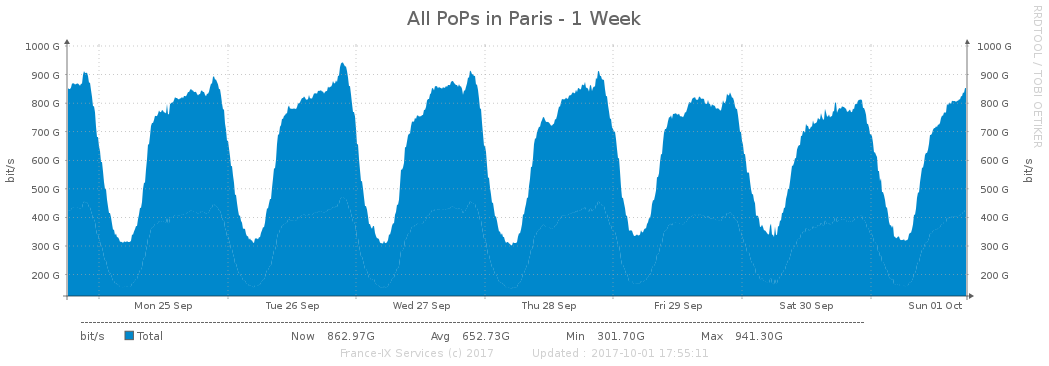 All PoPs in Paris - 1 Week
RRDTOOL / TOBI OETIKER
1000 G 1000 G
900 G 900 G
800 G 800 G
700 G 700 G
600 G 600 G
500 G 500 G
400 G 400 G
300 G 300 G
200 G 200 G
bit/s bit/s
Mon 25 Sep Tue 26 Sep Wed 27 Sep Thu 28 Sep Fri 29 Sep Sat 30 Sep Sun 01 Oct
bit/s Total Now 862.97G Avg 652.73G Min 301.70G Max 941.30G
France-IX Services (c) 2017 Updated : 2017-10-01 17:55:11